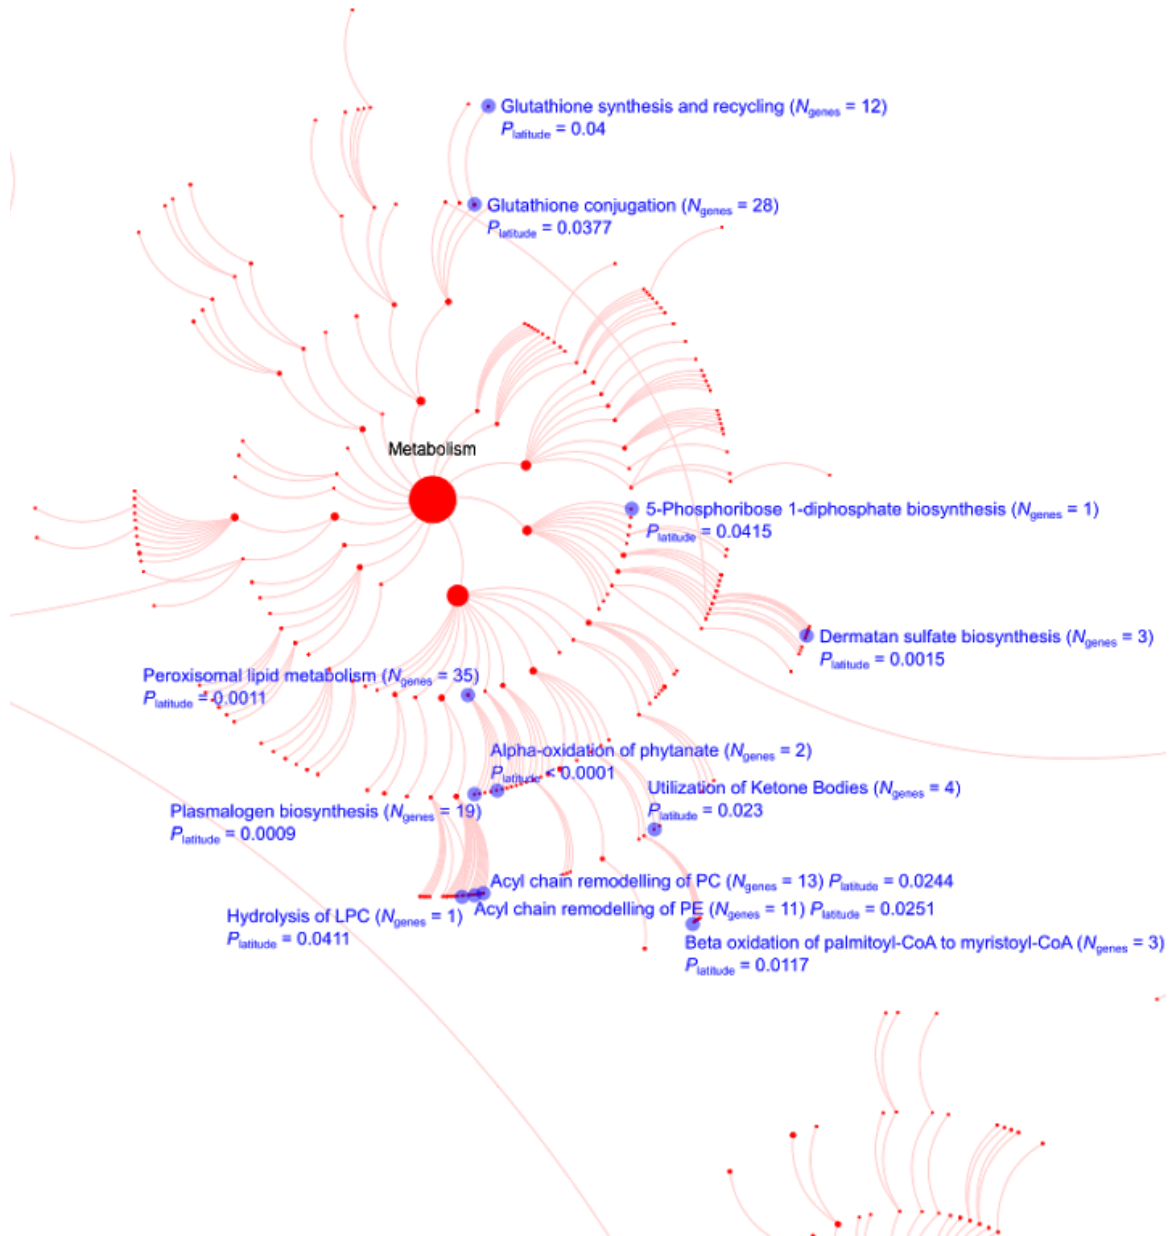 Glutathione synthesis and recycling (Ngenes = 12)
Platitude = 0.04
Glutathione conjugation (Ngenes = 28)
Platitude = 0.0377
Metabolism
5-Phosphoribose 1-diphosphate biosynthesis (Ngenes = 1)
Platitude = 0.0415
Dermatan sulfate biosynthesis (Ngenes = 3)
Platitude = 0.0015
Peroxisomal lipid metabolism (Ngenes = 35)
Platitude = 0.0011
Alpha-oxidation of phytanate (Ngenes = 2)
Platitude < 0.0001
Utilization of Ketone Bodies (Ngenes = 4)
Platitude = 0.023
Plasmalogen biosynthesis (Ngenes = 19)
Platitude = 0.0009
Acyl chain remodelling of PC (Ngenes = 13) Platitude = 0.0244
Acyl chain remodelling of PE (Ngenes = 11) Platitude = 0.0251
Hydrolysis of LPC (Ngenes = 1)
Platitude = 0.0411
Beta oxidation of palmitoyl-CoA to myristoyl-CoA (Ngenes = 3)
Platitude = 0.0117